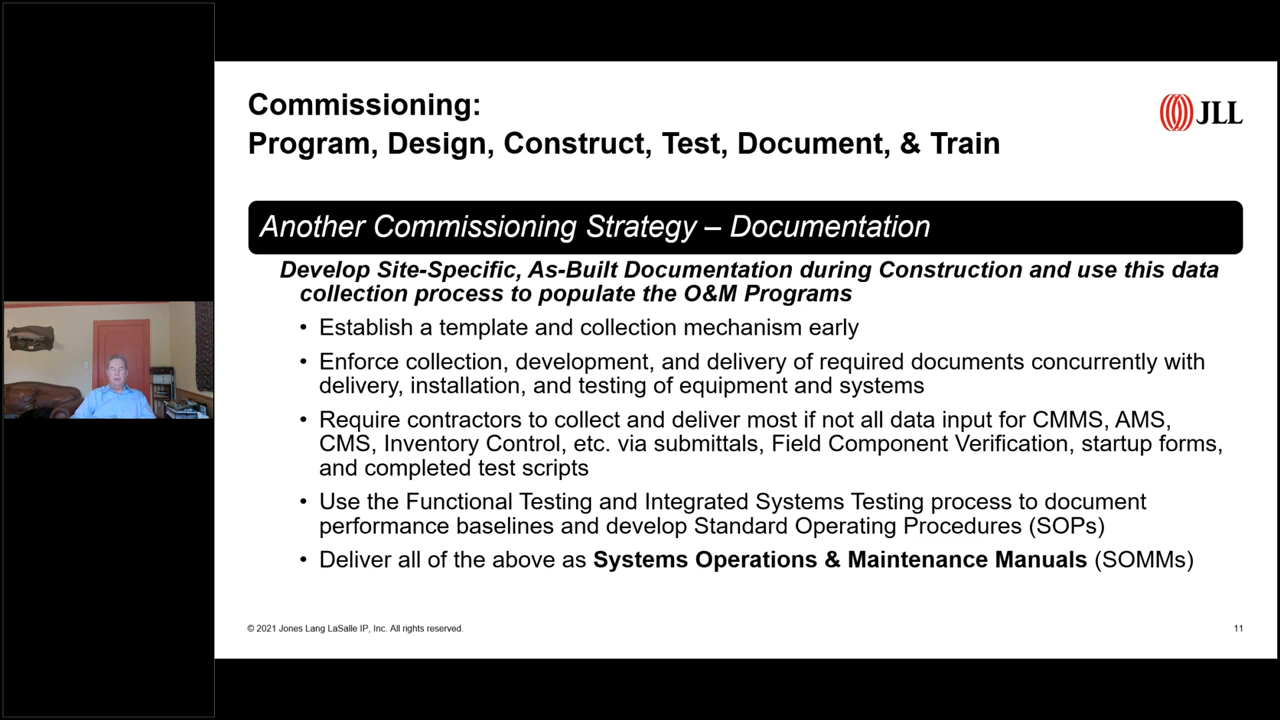 Commissioning:
Program, Design, Construct, Test, Document, & Train
JLL
Another Commissioning Strategy – Documentation
Develop Site-Specific, As-Built Documentation during Construction and use this data
collection process to populate the O&M Programs
• Establish a template and collection mechanism early
• Enforce collection, development, and delivery of required documents concurrently with
delivery, installation, and testing of equipment and systems
• Require contractors to collect and deliver most if not all data input for CMMS, AMS,
CMS, Inventory Control, etc. via submittals, Field Component Verification, startup forms,
and completed test scripts
• Use the Functional Testing and Integrated Systems Testing process to document
performance baselines and develop Standard Operating Procedures (SOPs)
• Deliver all of the above as Systems Operations & Maintenance Manuals (SOMMs)
© 2021 Jones Lang LaSalle IP, Inc. All rights reserved.
11